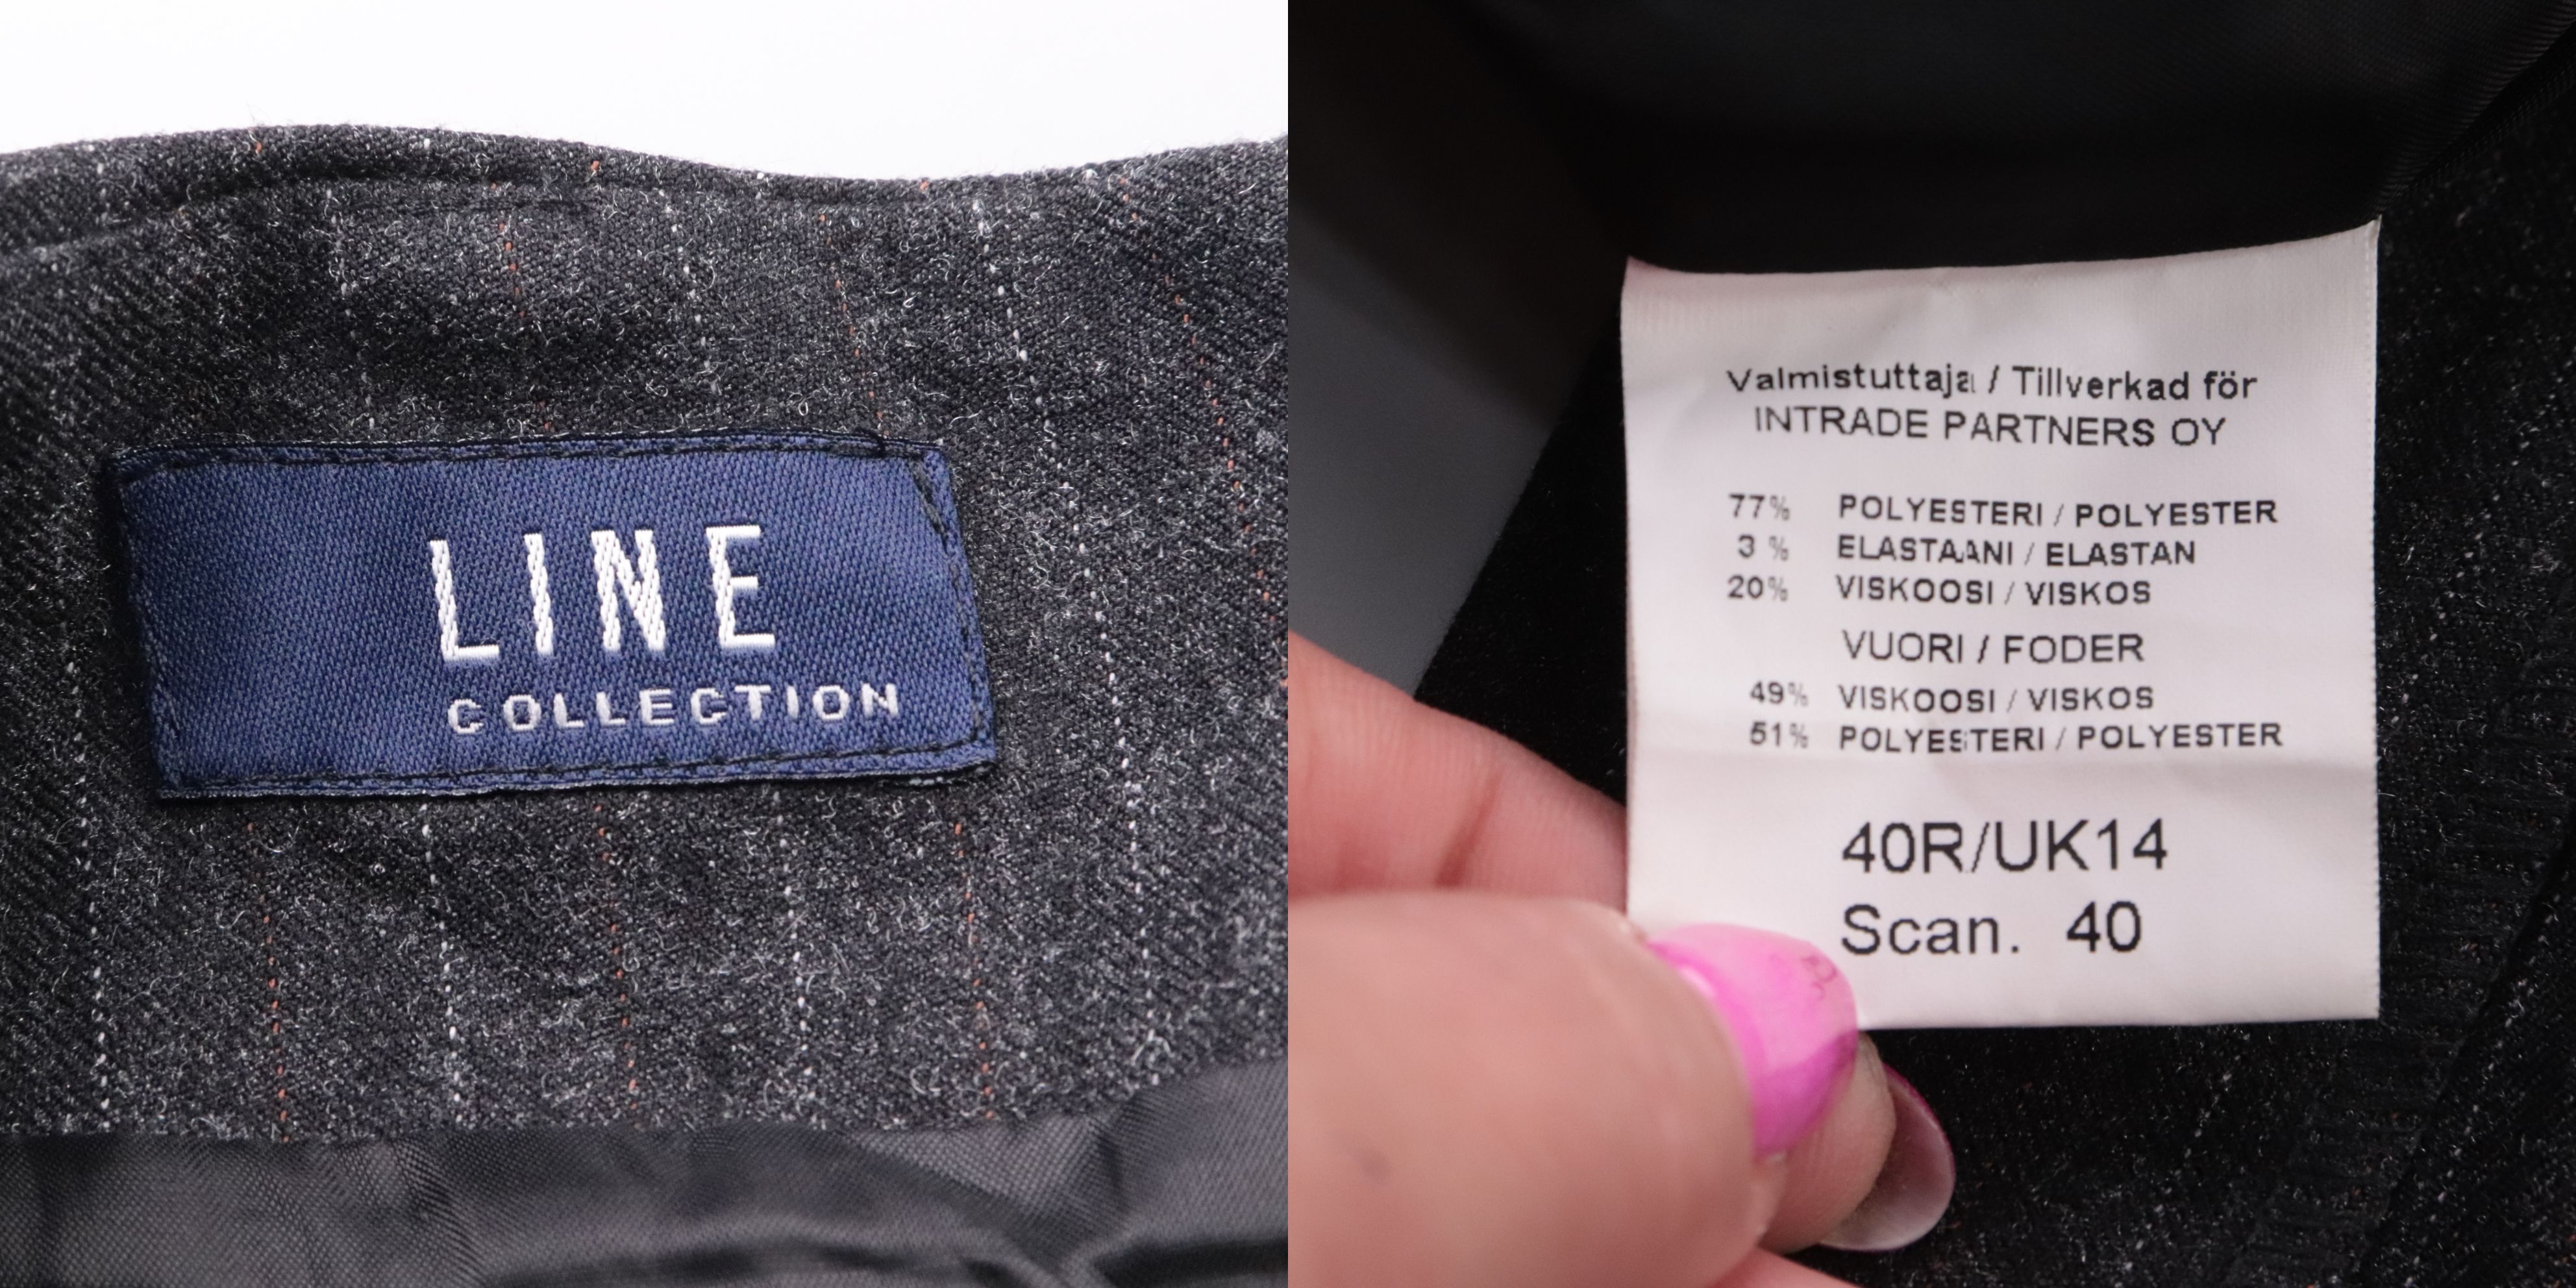 LINE
COLLECTION
Valmistuttaja / Tillverkad för
INTRADE PARTNERS OY
77% POLYESTERI / POLYESTER
3 % ELASTAANI / ELASTAN
20% VISKOOSI / VISKOS
VUORI / FODER
49% VISKOOSI / VISKOS
51% POLYESTERI / POLYESTER
40R/UK14
Scan. 40